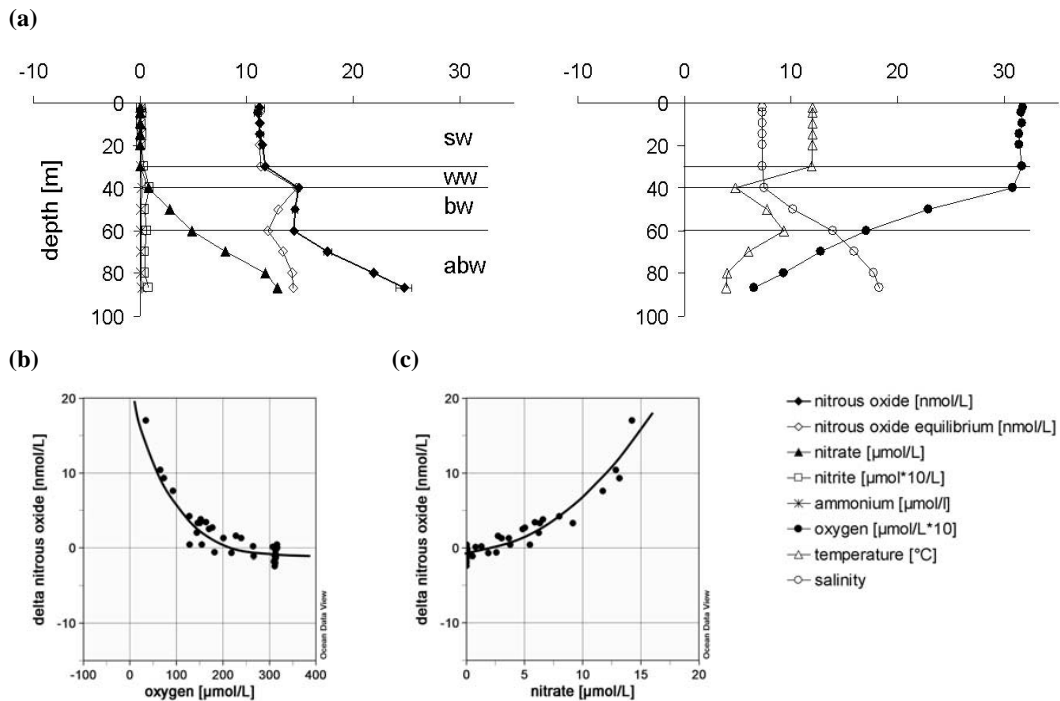 (a)
-10 0 10 20 30
-10 0 10 20 30
0
20
40
60
80
100
depth [m]
sw
ww
bw
abw
0
20
40
60
80
100
(b)
(c)
20
10
0
-10
delta nitrous oxide [nmol/L]
-100 0 100 200 300 400
oxygen [µmol/L]
Ocean Data View
20
10
0
-10
delta nitrous oxide [nmol/L]
0 5 10 15 20
nitrate [µmol/L]
Ocean Data View
nitrous oxide [nmol/L]
nitrous oxide equilibrium [nmol/L]
nitrate [µmol/L]
nitrite [µmol*10/L]
ammonium [µmol/l]
oxygen [µmol/L*10]
temperature [°C]
salinity